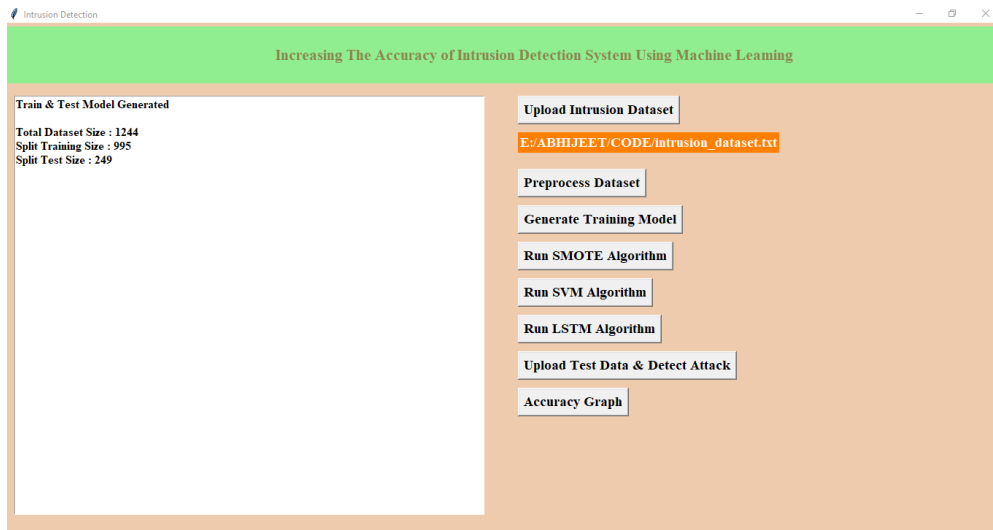 Intrusion Detection
Increasing The Accuracy of Intrusion Detection System Using Machine Learning
Train & Test Model Generated
Total Dataset Size : 1244
Split Training Size : 995
Split Test Size : 249
Upload Intrusion Dataset
E:/ABHIJEET/CODE/intrusion_dataset.txt
Preprocess Dataset
Generate Training Model
Run SMOTE Algorithm
Run SVM Algorithm
Run LSTM Algorithm
Upload Test Data & Detect Attack
Accuracy Graph